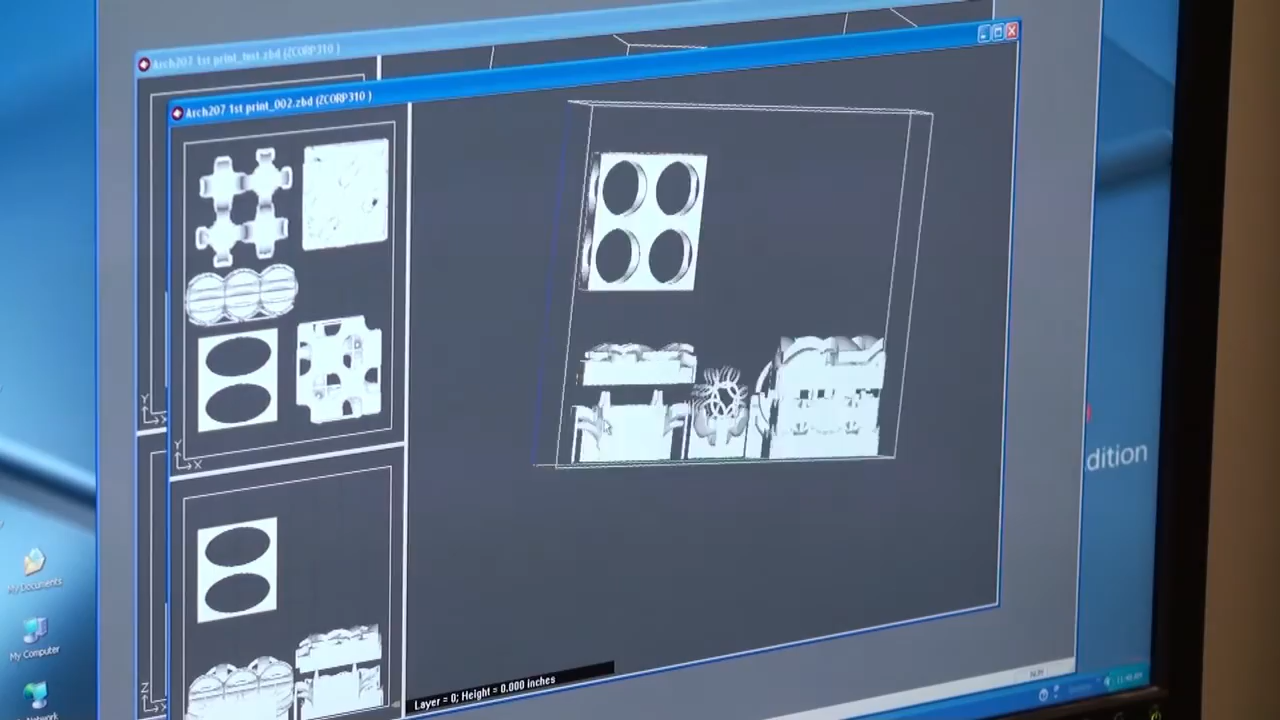 Arch207 1st print_test.zbd (ZCORP310 )
Arch207 1st print_002.zbd (ZCORP310 )
Y
X
Y
X
Z
dition
My Documents
My Computer
Layer = 0; Height = 0.000 inches
NUM